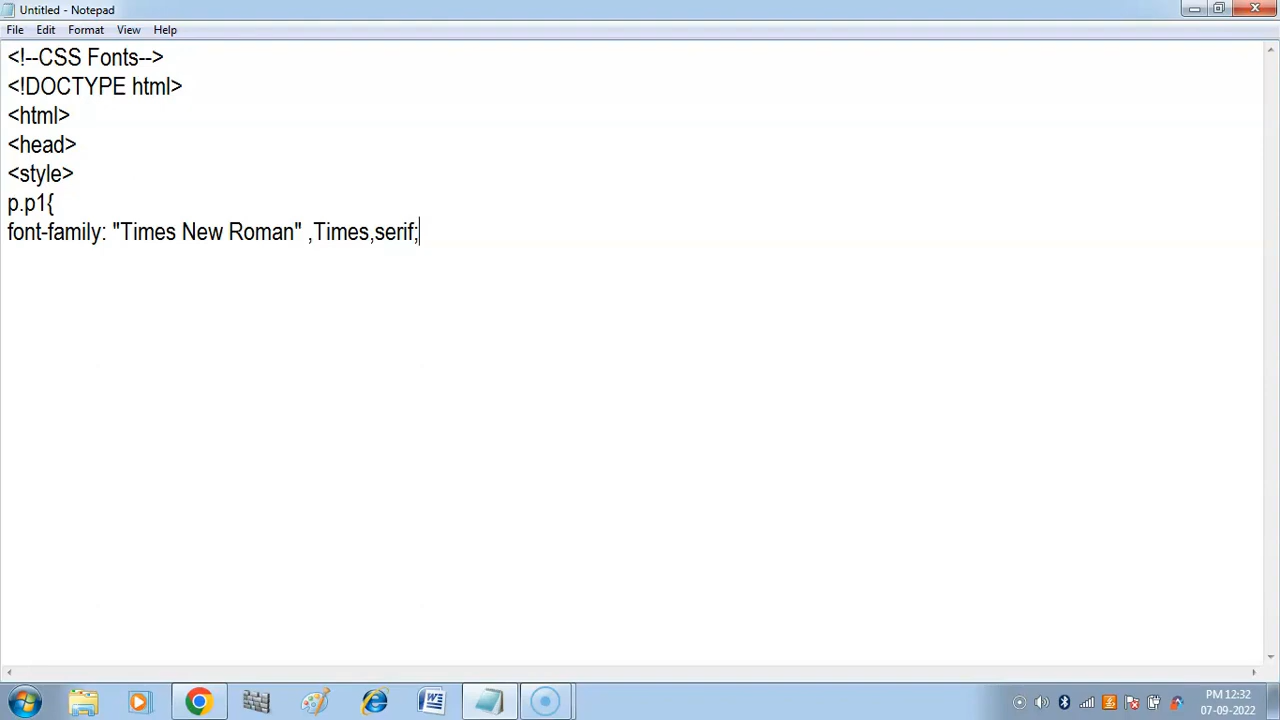 Untitled - Notepad
File Edit Format View Help
<!--CSS Fonts-->
<!DOCTYPE html>
<html>
<head>
<style>
p.p1{
font-family: "Times New Roman" ,Times,serif;
PM 12:32
07-09-2022